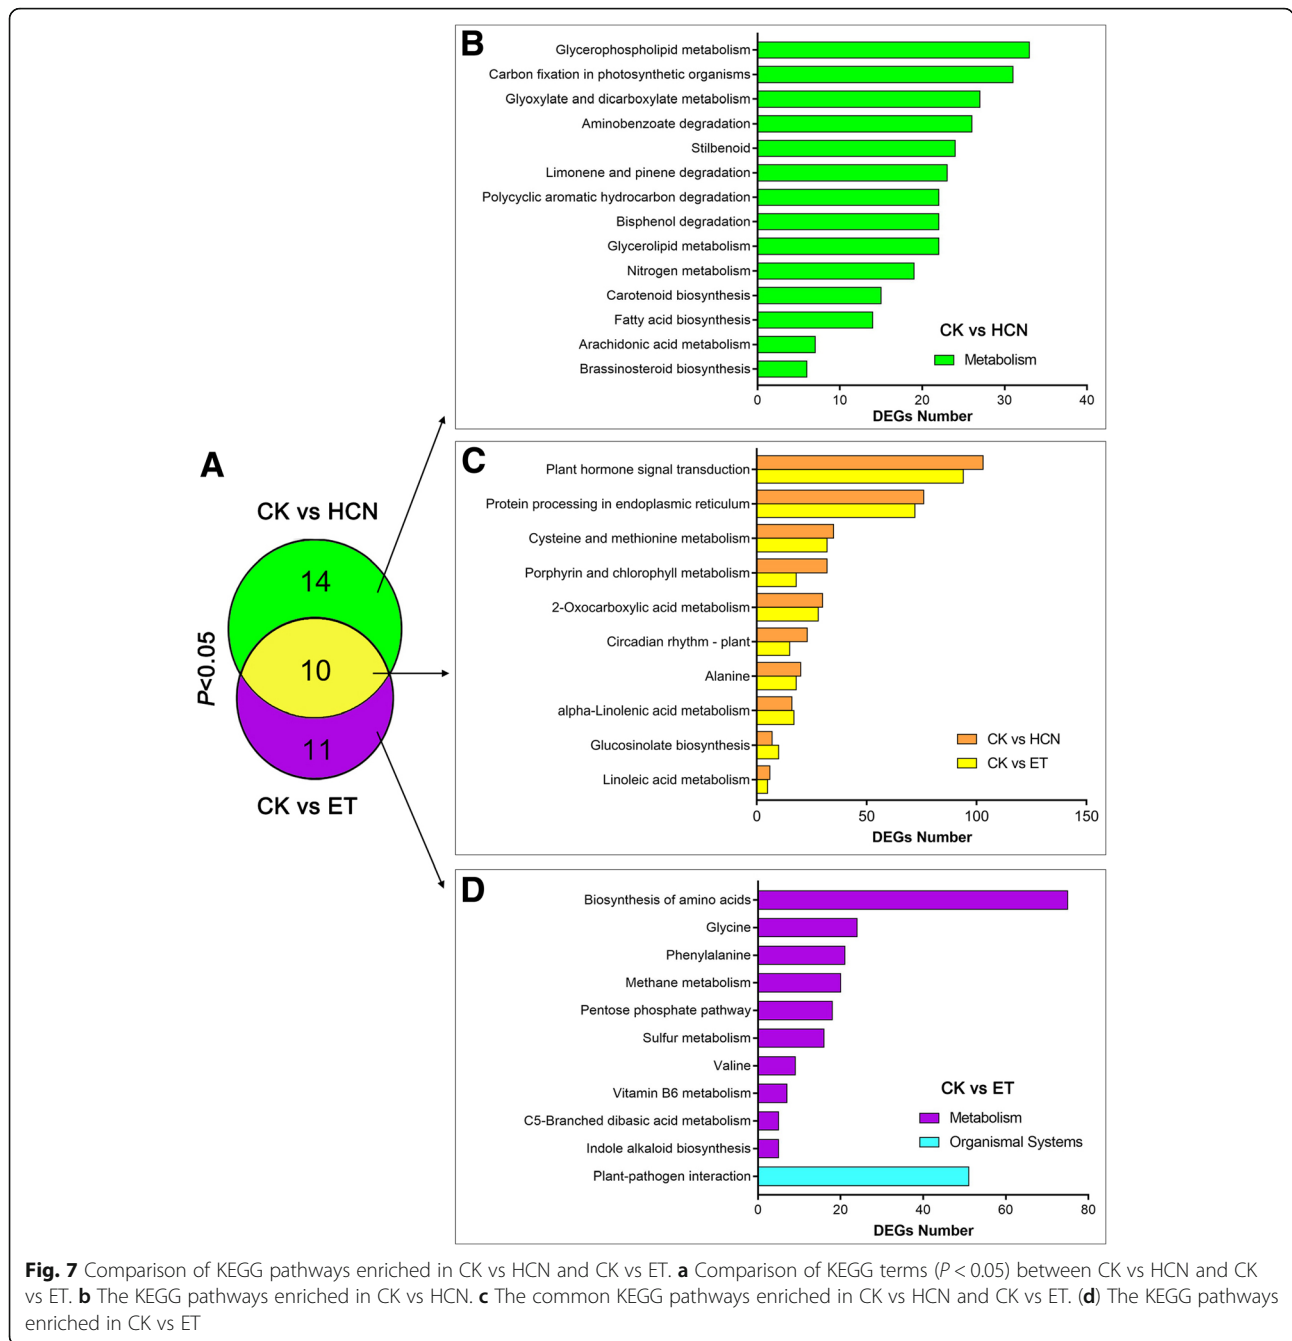 B
Glycerophospholipid metabolism
Carbon fixation in photosynthetic organisms
Glyoxylate and dicarboxylate metabolism
Aminobenzoate degradation
Stilbenoid
Limonene and pinene degradation
Polycyclic aromatic hydrocarbon degradation
Bisphenol degradation
Glycerolipid metabolism
Nitrogen metabolism
Carotenoid biosynthesis
Fatty acid biosynthesis
Arachidonic acid metabolism
Brassinosteroid biosynthesis
CK vs HCN
Metabolism
0 10 20 30 40
DEGs Number
A
CK vs HCN
14
10
11
P<0.05
CK vs ET
C
Plant hormone signal transduction
Protein processing in endoplasmic reticulum
Cysteine and methionine metabolism
Porphyrin and chlorophyll metabolism
2-Oxocarboxylic acid metabolism
Circadian rhythm - plant
Alanine
alpha-Linolenic acid metabolism
Glucosinolate biosynthesis
Linoleic acid metabolism
CK vs HCN
CK vs ET
0 50 100 150
DEGs Number
D
Biosynthesis of amino acids
Glycine
Phenylalanine
Methane metabolism
Pentose phosphate pathway
Sulfur metabolism
Valine
Vitamin B6 metabolism
C5-Branched dibasic acid metabolism
Indole alkaloid biosynthesis
Plant-pathogen interaction
CK vs ET
Metabolism
Organismal Systems
0 20 40 60 80
DEGs Number
Fig. 7 Comparison of KEGG pathways enriched in CK vs HCN and CK vs ET. a Comparison of KEGG terms (P < 0.05) between CK vs HCN and CK
vs ET. b The KEGG pathways enriched in CK vs HCN. c The common KEGG pathways enriched in CK vs HCN and CK vs ET. (d) The KEGG pathways
enriched in CK vs ET